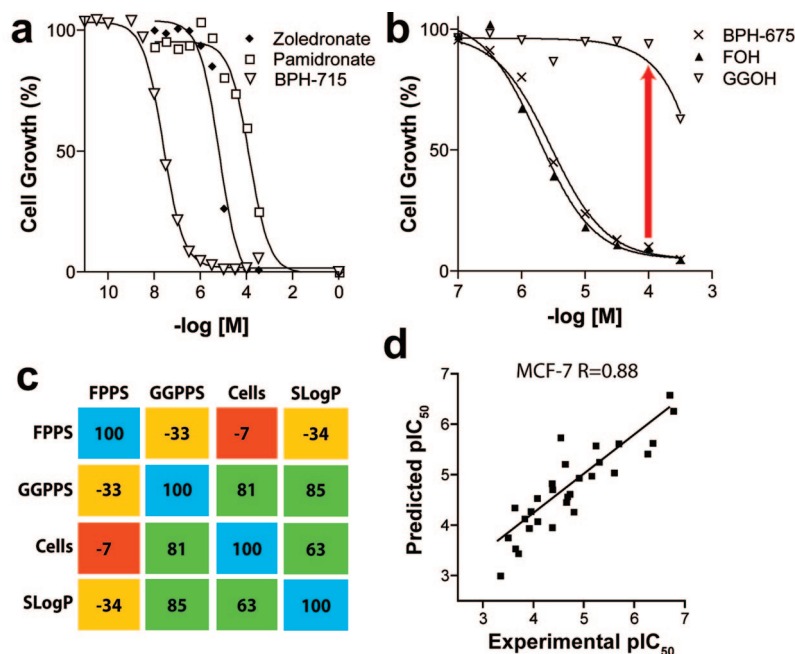 a
Cell Growth (%)
100
50
0
10 8 6 4 2 0
-log [M]
Zoledronate
Pamidronate
BPH-715
b
Cell Growth (%)
100
50
0
7 6 5 4 3
-log [M]
BPH-675
FOH
GGOH
c
FPPS GGPPS Cells SLogP
FPPS 100 -33 -7 -34
GGPPS -33 100 81 85
Cells -7 81 100 63
SLogP -34 85 63 100
d
MCF-7 R=0.88
Predicted pIC50
7
6
5
4
3
3 4 5 6 7
Experimental pIC50